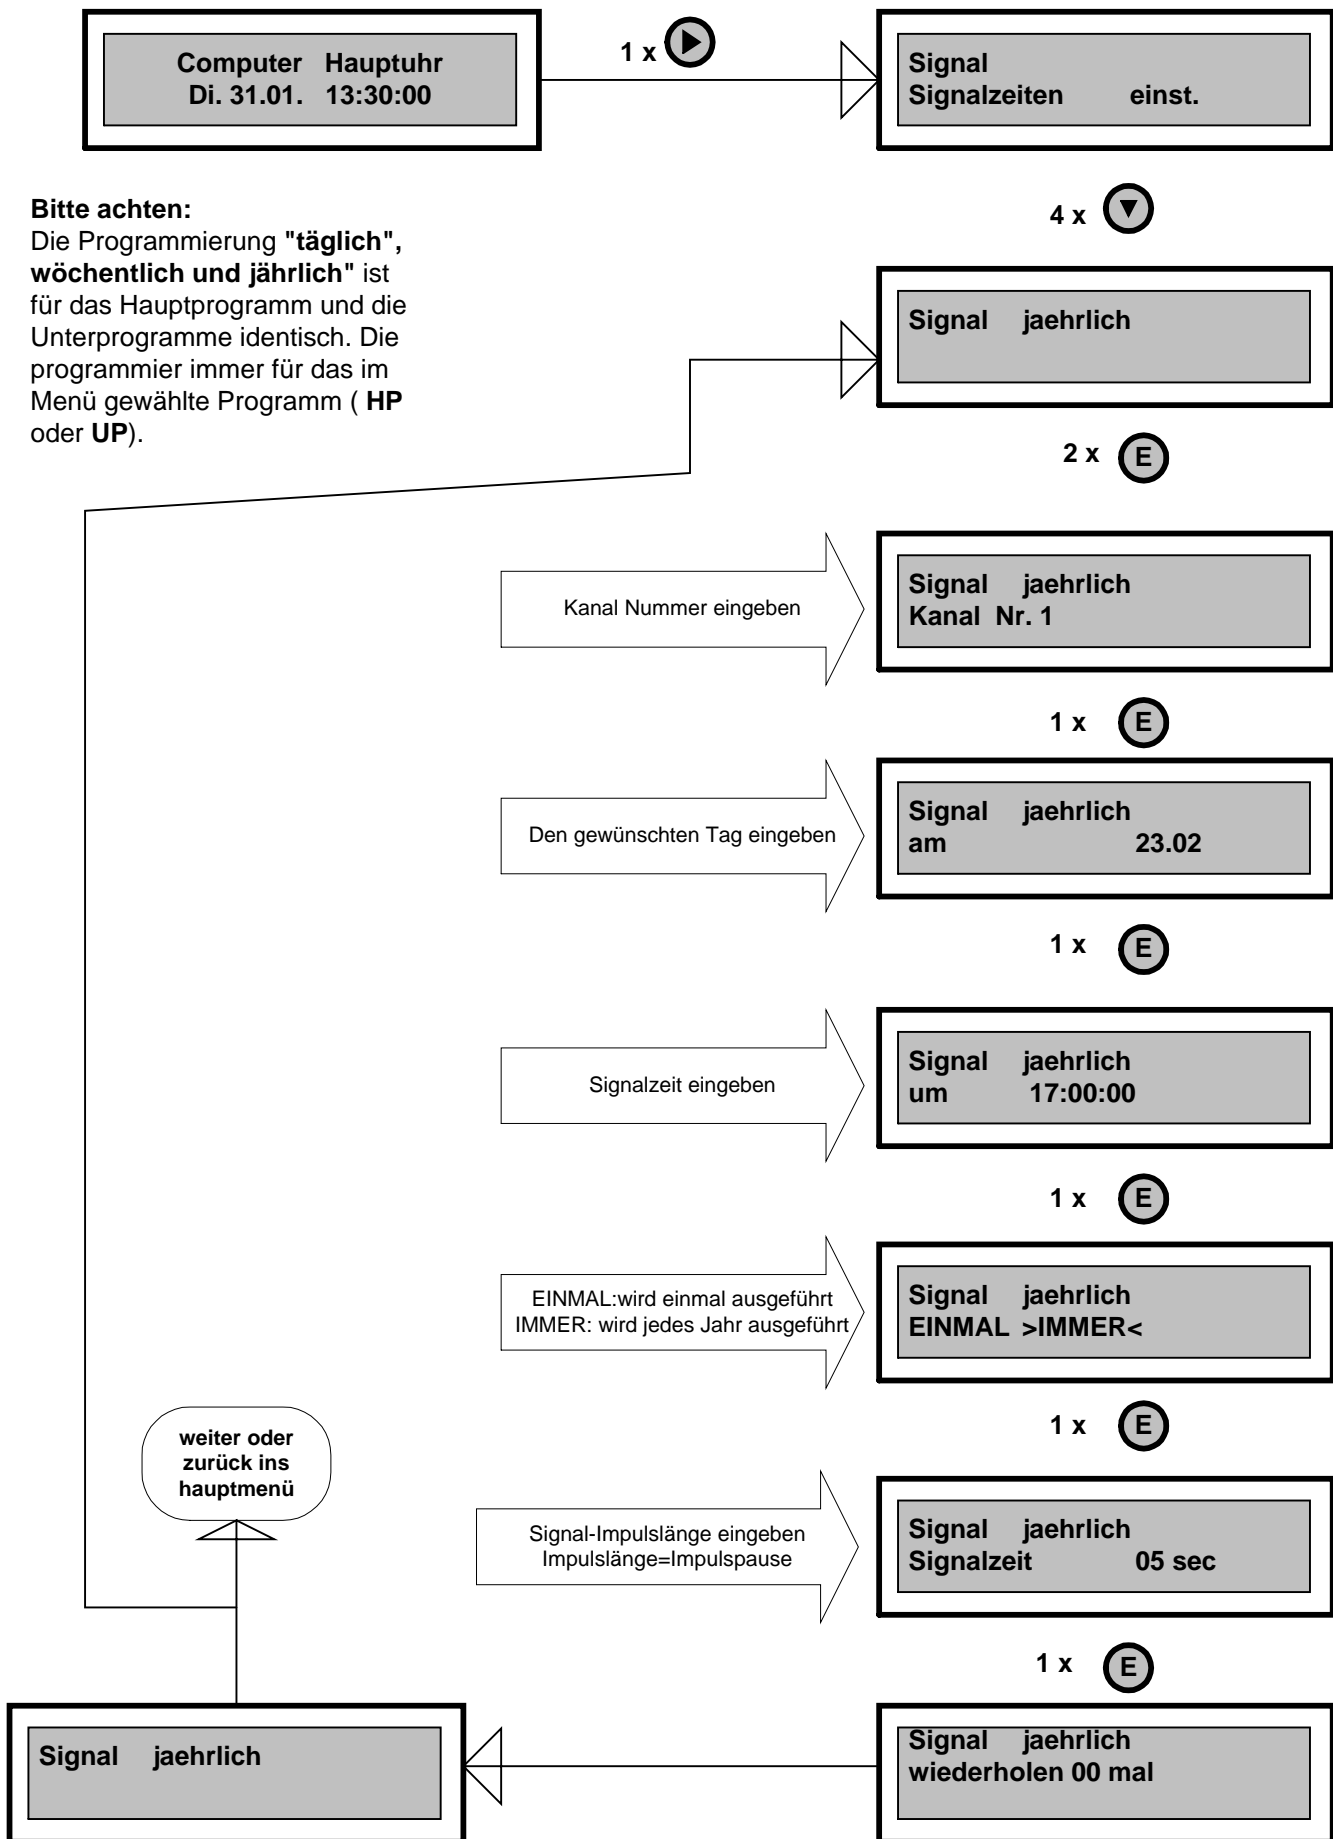 Computer Hauptuhr
Di. 31.01. 13:30:00
1 x
Signal
Signalzeiten einst.
4 x
Bitte achten:
Die Programmierung "täglich",
wöchentlich und jährlich" ist
für das Hauptprogramm und die
Unterprogramme identisch. Die
programmier immer für das im
Menü gewählte Programm ( HP
oder UP).
Signal jaehrlich
2 x E
Kanal Nummer eingeben
Signal jaehrlich
Kanal Nr. 1
1 x E
Den gewünschten Tag eingeben
Signal jaehrlich
am 23.02
1 x E
Signalzeit eingeben
Signal jaehrlich
um 17:00:00
1 x E
EINMAL:wird einmal ausgeführt
IMMER: wird jedes Jahr ausgeführt
Signal jaehrlich
EINMAL >IMMER<
1 x E
weiter oder
zurück ins
hauptmenü
Signal-Impulslänge eingeben
Impulslänge=Impulspause
Signal jaehrlich
Signalzeit 05 sec
1 x E
Signal jaehrlich
wiederholen 00 mal
Signal jaehrlich